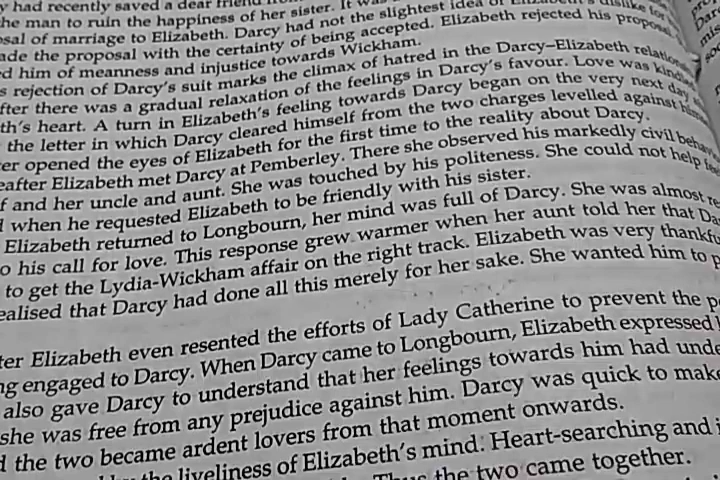 had recently saved a dear friend
he man to ruin the happiness of her sister. It was
sal of marriage to Elizabeth. Darcy had not the slightest idea of Elizabeth's dislike for
ade the proposal with the certainty of being accepted. Elizabeth rejected his proposal
d him of meanness and injustice towards Wickham.
s rejection of Darcy's suit marks the climax of hatred in the Darcy–Elizabeth relation
fter there was a gradual relaxation of the feelings in Darcy's favour. Love was kindled
th's heart. A turn in Elizabeth's feeling towards Darcy began on the very next day
the letter in which Darcy cleared himself from the two charges levelled against him
er opened the eyes of Elizabeth for the first time to the reality about Darcy.
eafter Elizabeth met Darcy at Pemberley. There she observed his markedly civil behav
f and her uncle and aunt. She was touched by his politeness. She could not help fee
d when he requested Elizabeth to be friendly with his sister.
Elizabeth returned to Longbourn, her mind was full of Darcy. She was almost re
o his call for love. This response grew warmer when her aunt told her that Da
to get the Lydia-Wickham affair on the right track. Elizabeth was very thankfu
ealised that Darcy had done all this merely for her sake. She wanted him to p
ter Elizabeth even resented the efforts of Lady Catherine to prevent the p
ng engaged to Darcy. When Darcy came to Longbourn, Elizabeth expressed
also gave Darcy to understand that her feelings towards him had unde
she was free from any prejudice against him. Darcy was quick to make
d the two became ardent lovers from that moment onwards.
the liveliness of Elizabeth's mind. Heart-searching and
Thus the two came together.